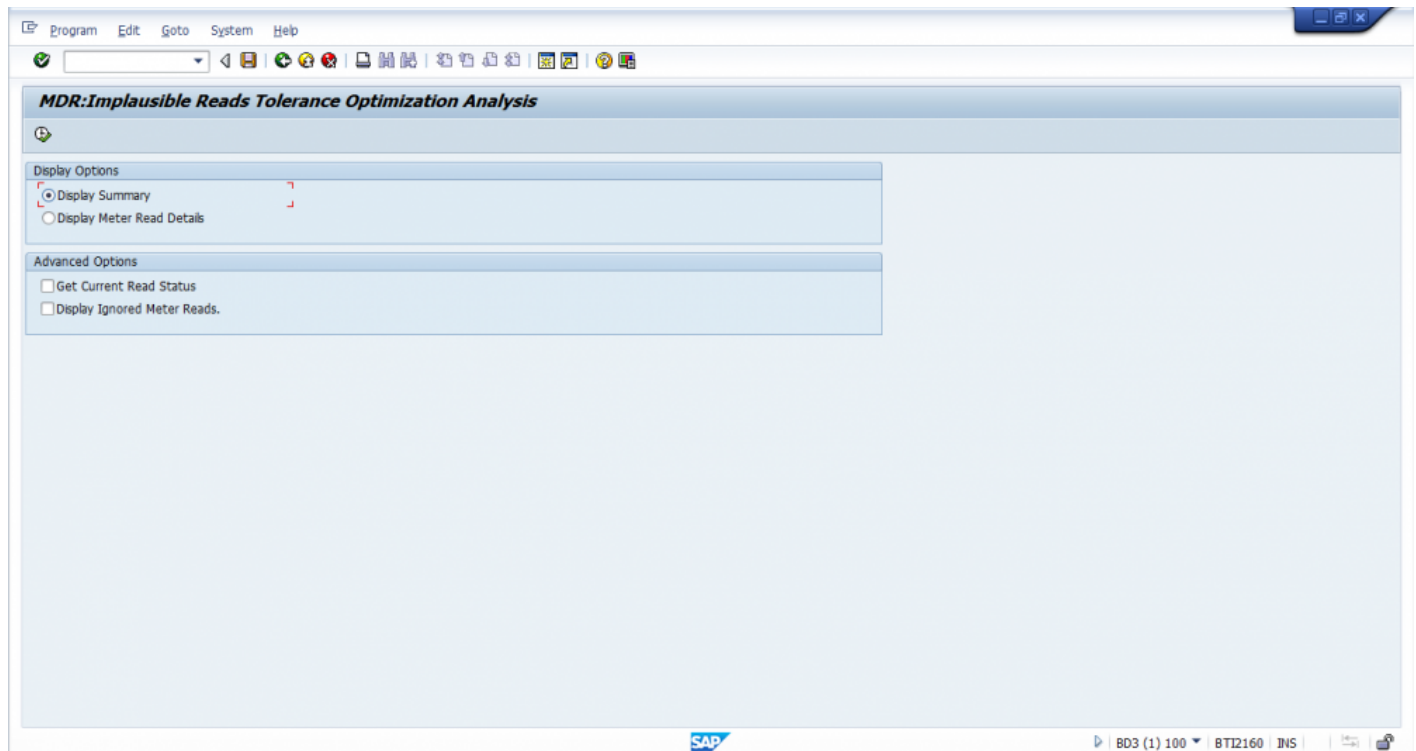 Program Edit Goto System Help
MDR:Implausible Reads Tolerance Optimization Analysis
Display Options
Display Summary
Display Meter Read Details
Advanced Options
Get Current Read Status
Display Ignored Meter Reads.
SAP
BD3 (1) 100 BTI2160 INS